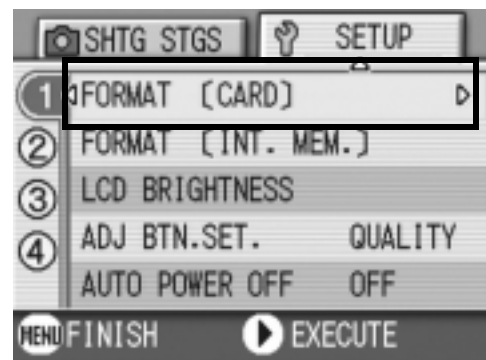 SHTG STGS SETUP
1 FORMAT [CARD]
2 FORMAT [INT. MEM.]
3 LCD BRIGHTNESS
4 ADJ BTN.SET. QUALITY
AUTO POWER OFF OFF
MENU FINISH EXECUTE